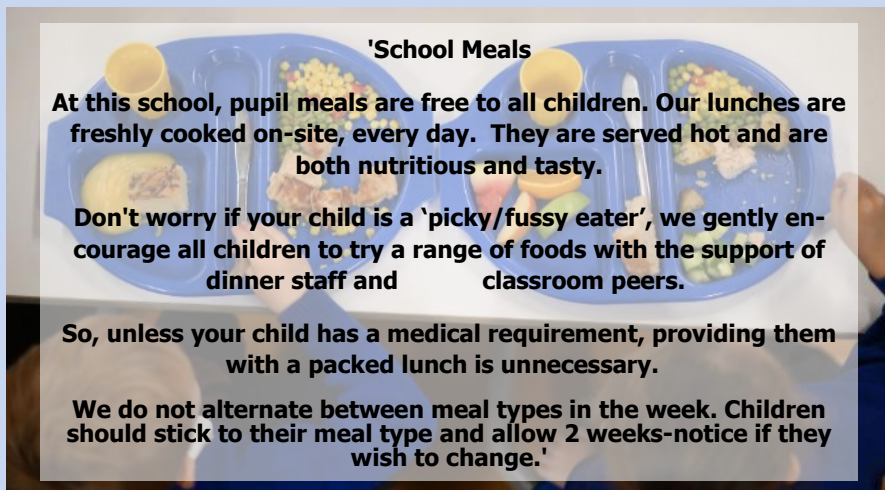 'School Meals
At this school, pupil meals are free to all children. Our lunches are
freshly cooked on-site, every day.  They are served hot and are
both nutritious and tasty.
Don't worry if your child is a ‘picky/fussy eater’, we gently en-
courage all children to try a range of foods with the support of
dinner staff and classroom peers.
So, unless your child has a medical requirement, providing them
with a packed lunch is unnecessary.
We do not alternate between meal types in the week. Children
should stick to their meal type and allow 2 weeks-notice if they
wish to change.'